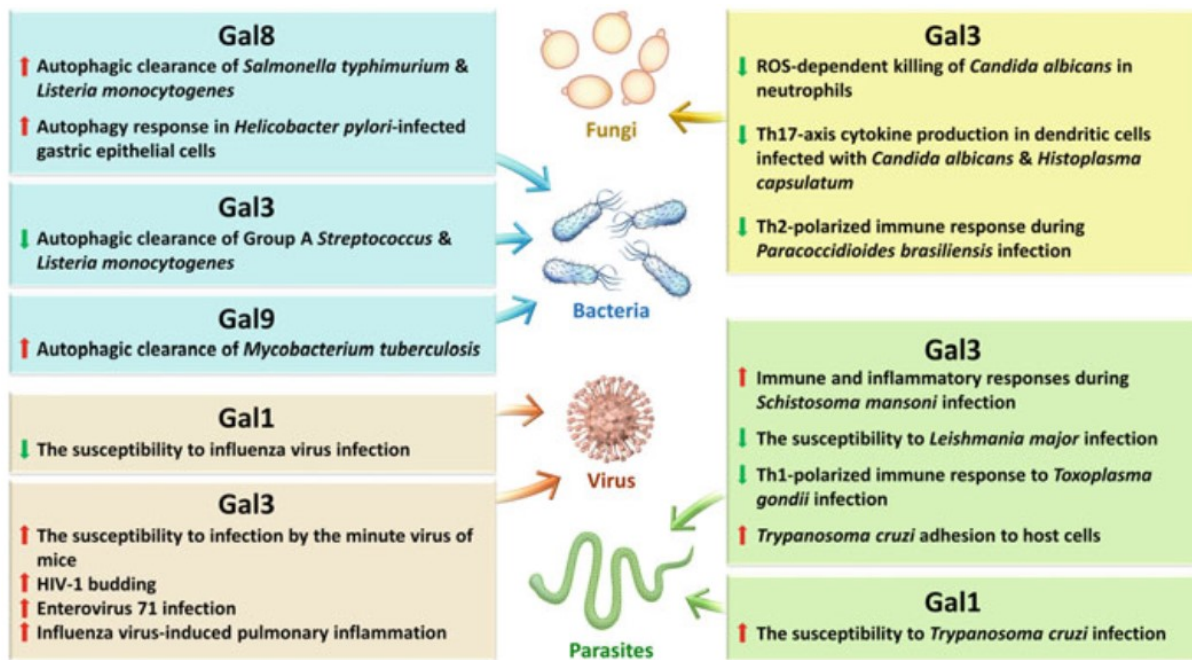 Gal8
Autophagic clearance of Salmonella typhimurium &
Listeria monocytogenes
Autophagy response in Helicobacter pylori-infected
gastric epithelial cells
Gal3
Autophagic clearance of Group A Streptococcus &
Listeria monocytogenes
Gal9
Autophagic clearance of Mycobacterium tuberculosis
Gal1
The susceptibility to influenza virus infection
Gal3
The susceptibility to infection by the minute virus of
mice
HIV-1 budding
Enterovirus 71 infection
Influenza virus-induced pulmonary inflammation
Fungi
Bacteria
Virus
Parasites
Gal3
ROS-dependent killing of Candida albicans in
neutrophils
Th17-axis cytokine production in dendritic cells
infected with Candida albicans & Histoplasma
capsulatum
Th2-polarized immune response during
Paracoccidioides brasiliensis infection
Gal3
Immune and inflammatory responses during
Schistosoma mansoni infection
The susceptibility to Leishmania major infection
Th1-polarized immune response to Toxoplasma
gondii infection
Trypanosoma cruzi adhesion to host cells
Gal1
The susceptibility to Trypanosoma cruzi infection